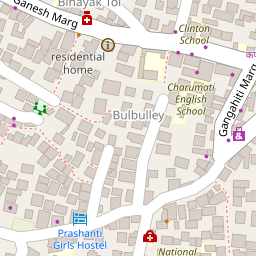 Binayak Tol
Ganesh Marg
Clinton
School
residential
home
Charumati
English
School
Bulbulley
Gangahiti Marg
Prashanti
Girls Hostel
National